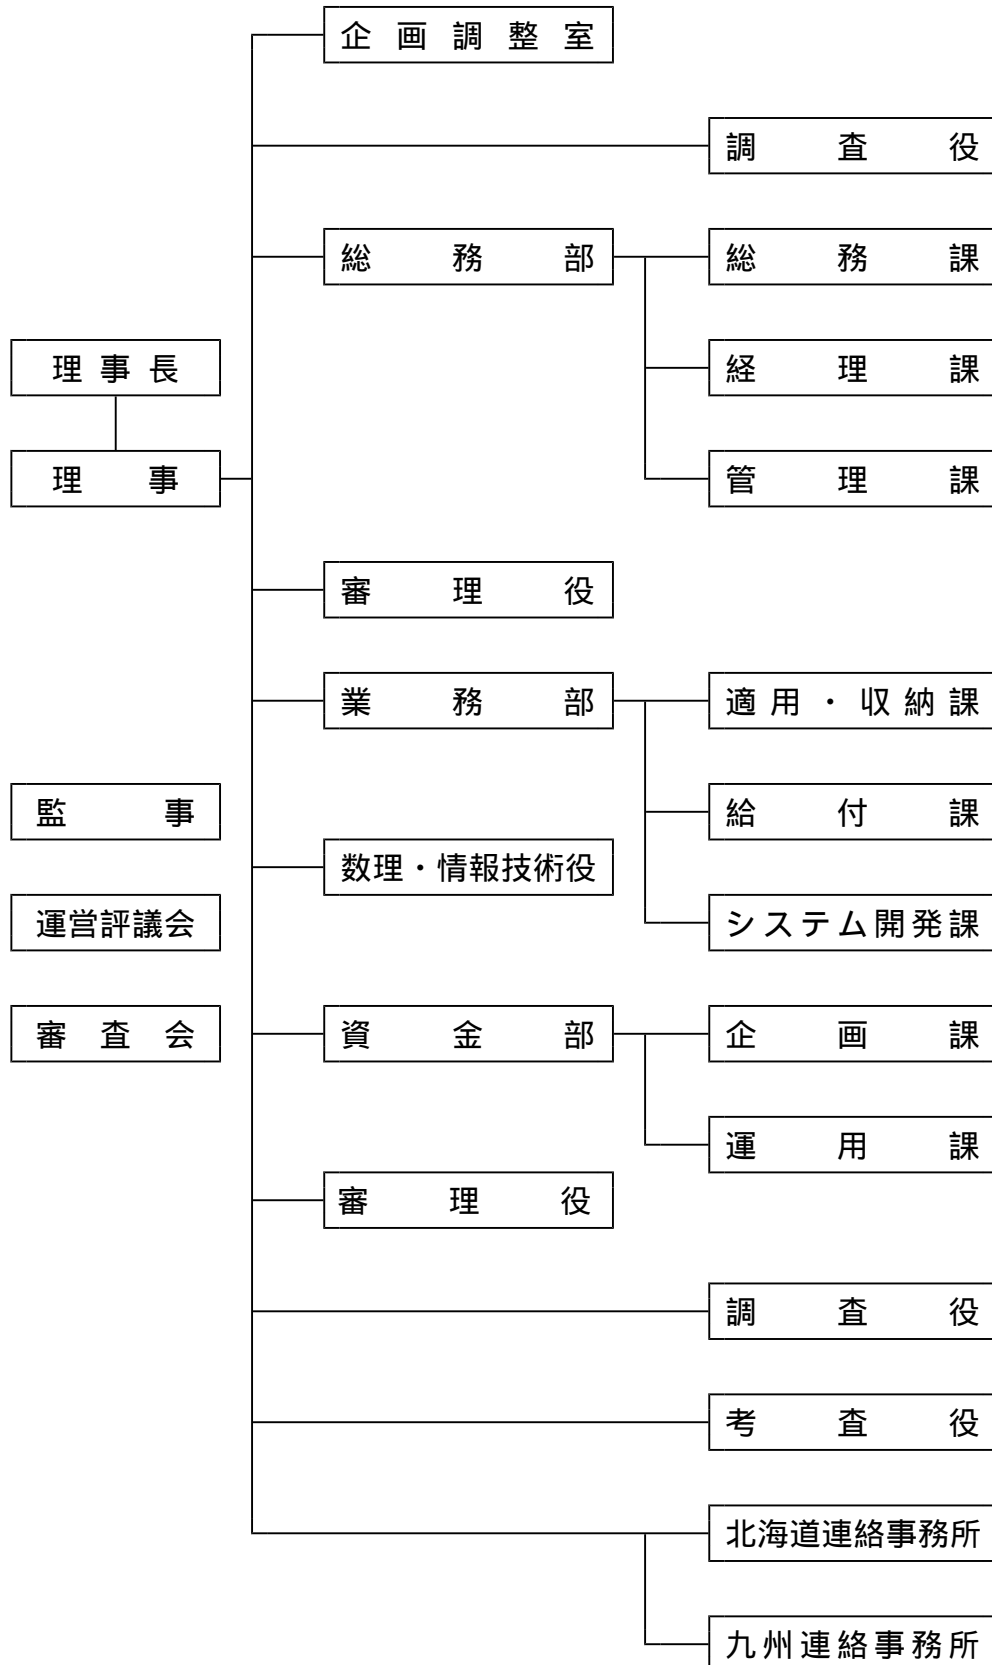 企画調整室
調査役
総務部 総務課
理事長 経理課
理事 管理課
審理役
業務部 適用・収納課
監事 給付課
数理・情報技術役
運営評議会 システム開発課
審査会 資金部 企画課
運用課
審理役
調査役
考査役
北海道連絡事務所
九州連絡事務所